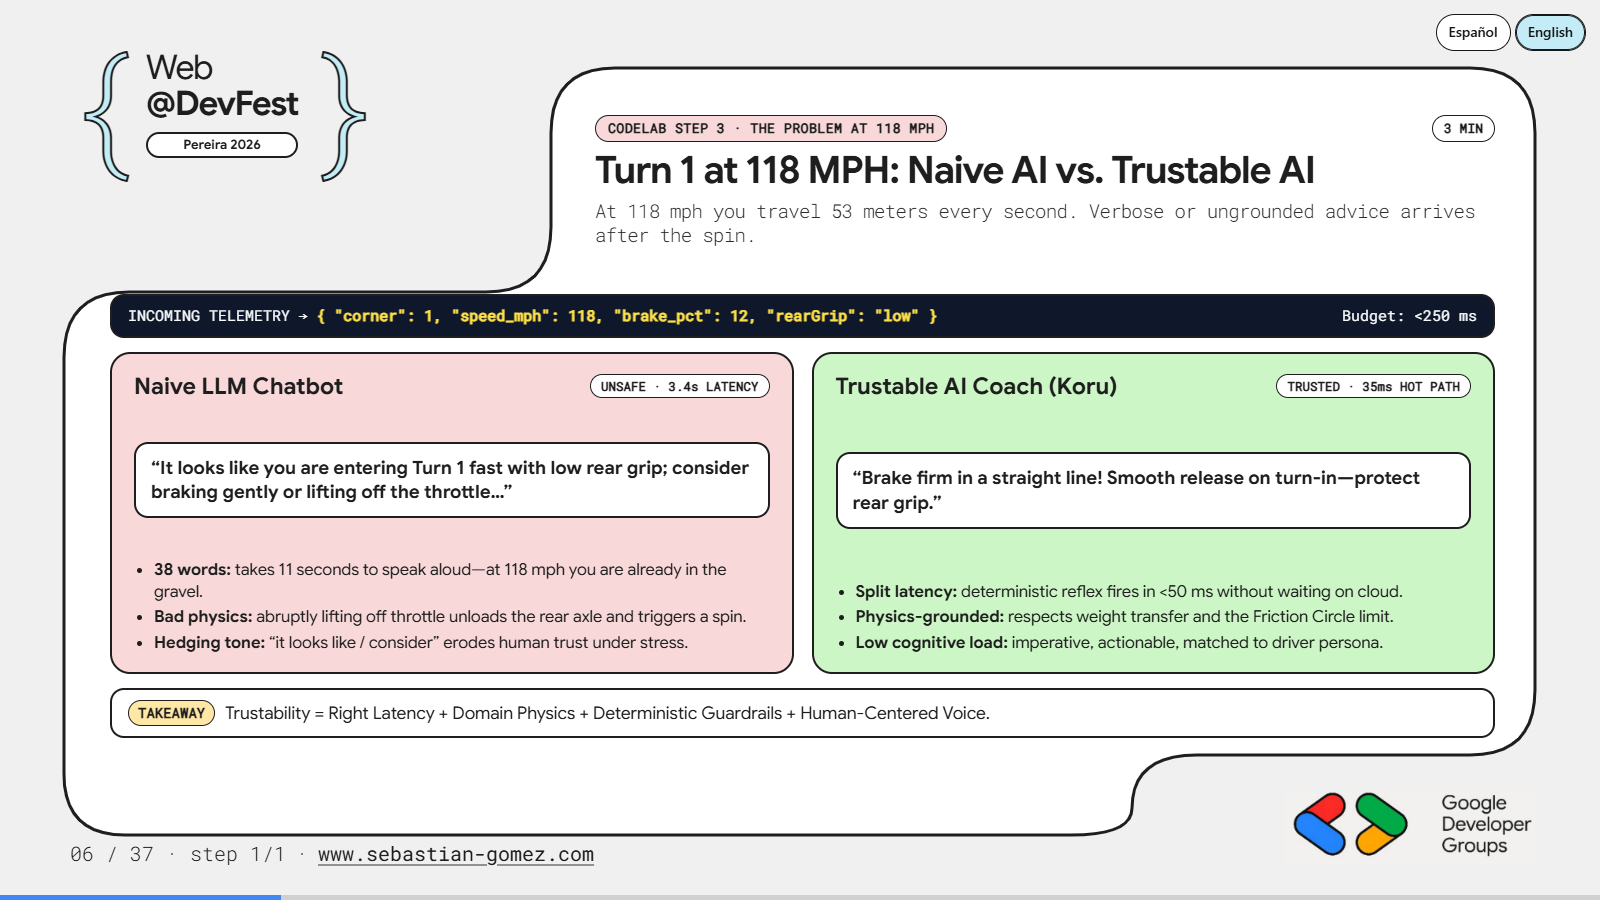 Español
English
Web
@DevFest
Pereira 2026
CODELAB STEP 3 · THE PROBLEM AT 118 MPH
3 MIN
Turn 1 at 118 MPH: Naive AI vs. Trustable AI
At 118 mph you travel 53 meters every second. Verbose or ungrounded advice arrives
after the spin.
INCOMING TELEMETRY → { "corner": 1, "speed_mph": 118, "brake_pct": 12, "rearGrip": "low" }
Budget: <250 ms
Naive LLM Chatbot
UNSAFE · 3.4s LATENCY
“It looks like you are entering Turn 1 fast with low rear grip; consider
braking gently or lifting off the throttle…”
• 38 words: takes 11 seconds to speak aloud—at 118 mph you are already in the
gravel.
• Bad physics: abruptly lifting off throttle unloads the rear axle and triggers a spin.
• Hedging tone: “it looks like / consider” erodes human trust under stress.
Trustable AI Coach (Koru)
TRUSTED · 35ms HOT PATH
“Brake firm in a straight line! Smooth release on turn-in—protect
rear grip.”
• Split latency: deterministic reflex fires in <50 ms without waiting on cloud.
• Physics-grounded: respects weight transfer and the Friction Circle limit.
• Low cognitive load: imperative, actionable, matched to driver persona.
TAKEAWAY Trustability = Right Latency + Domain Physics + Deterministic Guardrails + Human-Centered Voice.
06 / 37 · step 1/1 · www.sebastian-gomez.com
Google
Developer
Groups